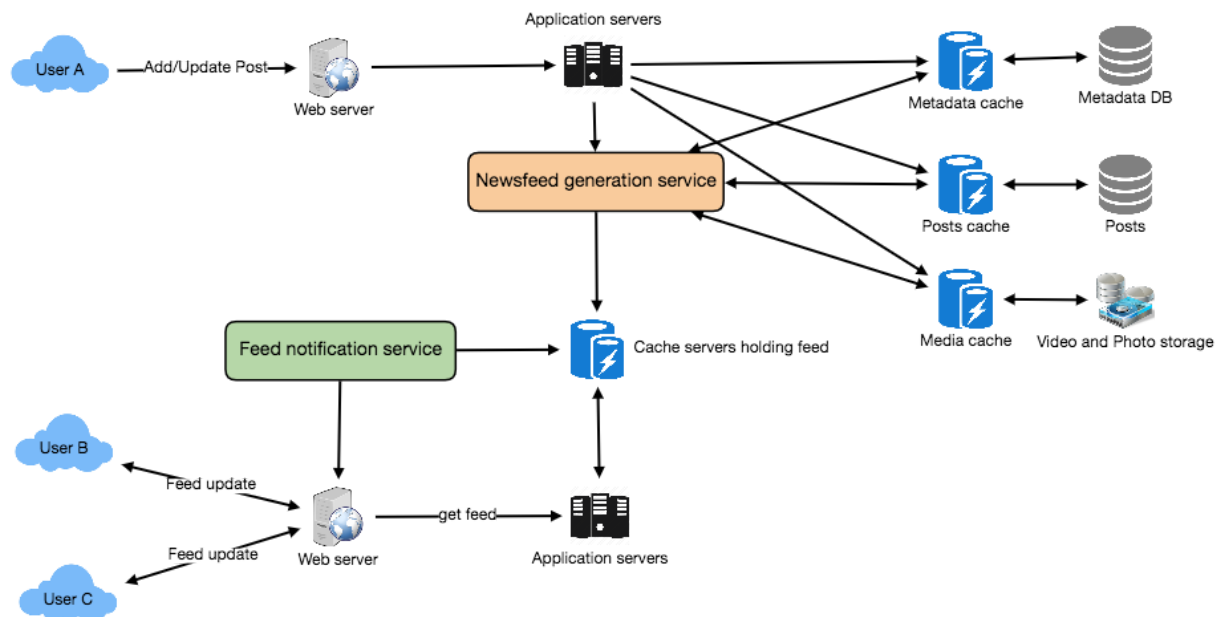 Application servers
User A
Add/Update Post
Web server
Metadata cache
Metadata DB
Newsfeed generation service
Posts cache
Posts
Media cache
Video and Photo storage
Feed notification service
Cache servers holding feed
User B
Feed update
get feed
Feed update
Web server
Application servers
User C